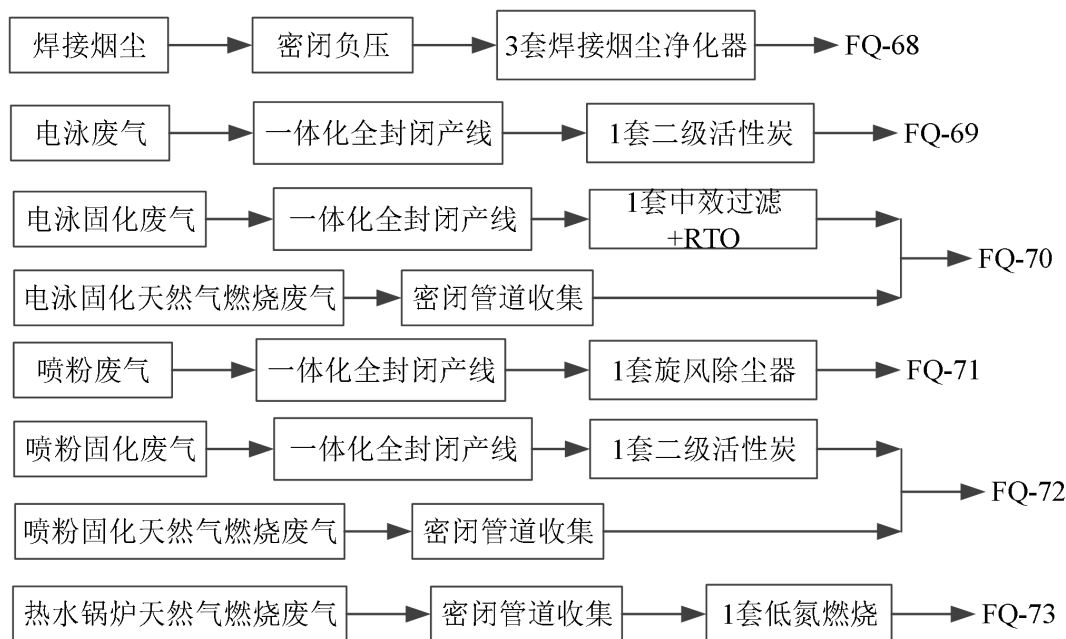 焊接烟尘 密闭负压 3套焊接烟尘净化器 FQ-68
电泳废气 一体化全封闭产线 1套二级活性炭 FQ-69
电泳固化废气 一体化全封闭产线 1套中效过滤
+RTO
FQ-70
电泳固化天然气燃烧废气 密闭管道收集
喷粉废气 一体化全封闭产线 1套旋风除尘器 FQ-71
喷粉固化废气 一体化全封闭产线 1套二级活性炭
FQ-72
喷粉固化天然气燃烧废气 密闭管道收集
热水锅炉天然气燃烧废气 密闭管道收集 1套低氮燃烧 FQ-73